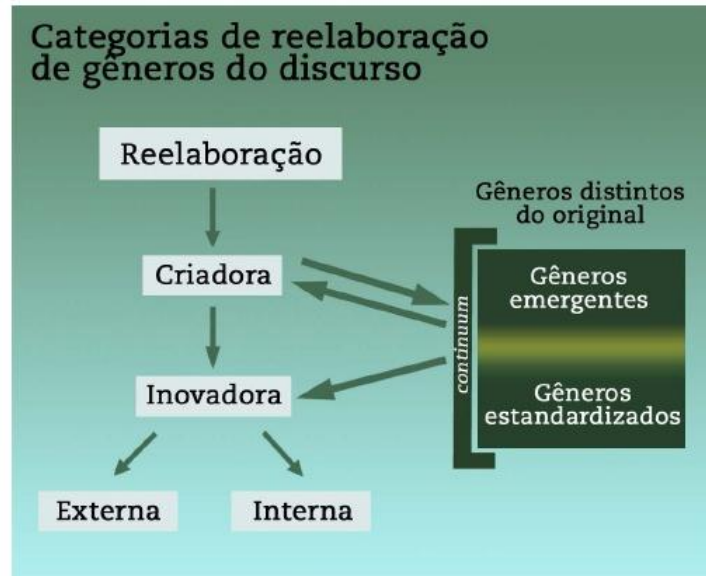 Categorias de reelaboração
de gêneros do discurso
Reelaboração
Gêneros distintos
do original
Criadora
continuum
Gêneros
emergentes
Inovadora
Gêneros
estandardizados
Externa
Interna